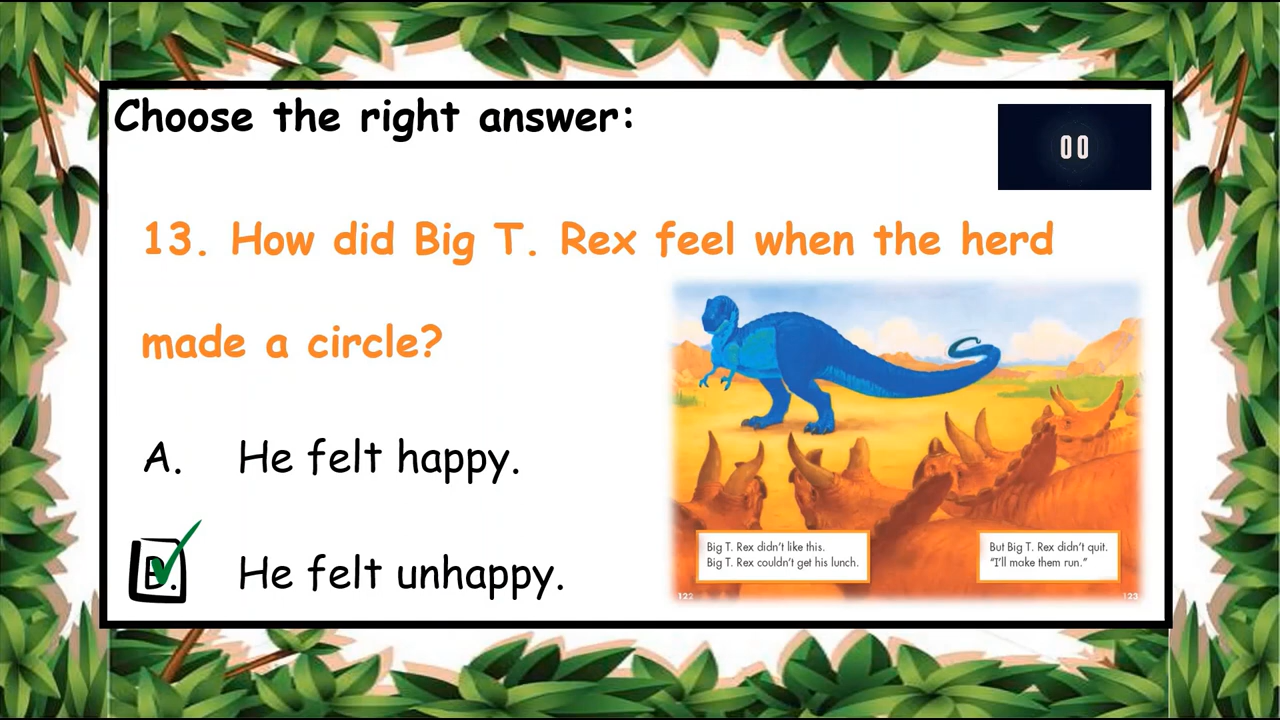 Choose the right answer:
00
13. How did Big T. Rex feel when the herd
made a circle?
A. He felt happy.
B. He felt unhappy.
Big T. Rex didn't like this.
Big T. Rex couldn't get his lunch.
But Big T. Rex didn't quit.
"I'll make them run."
122
123